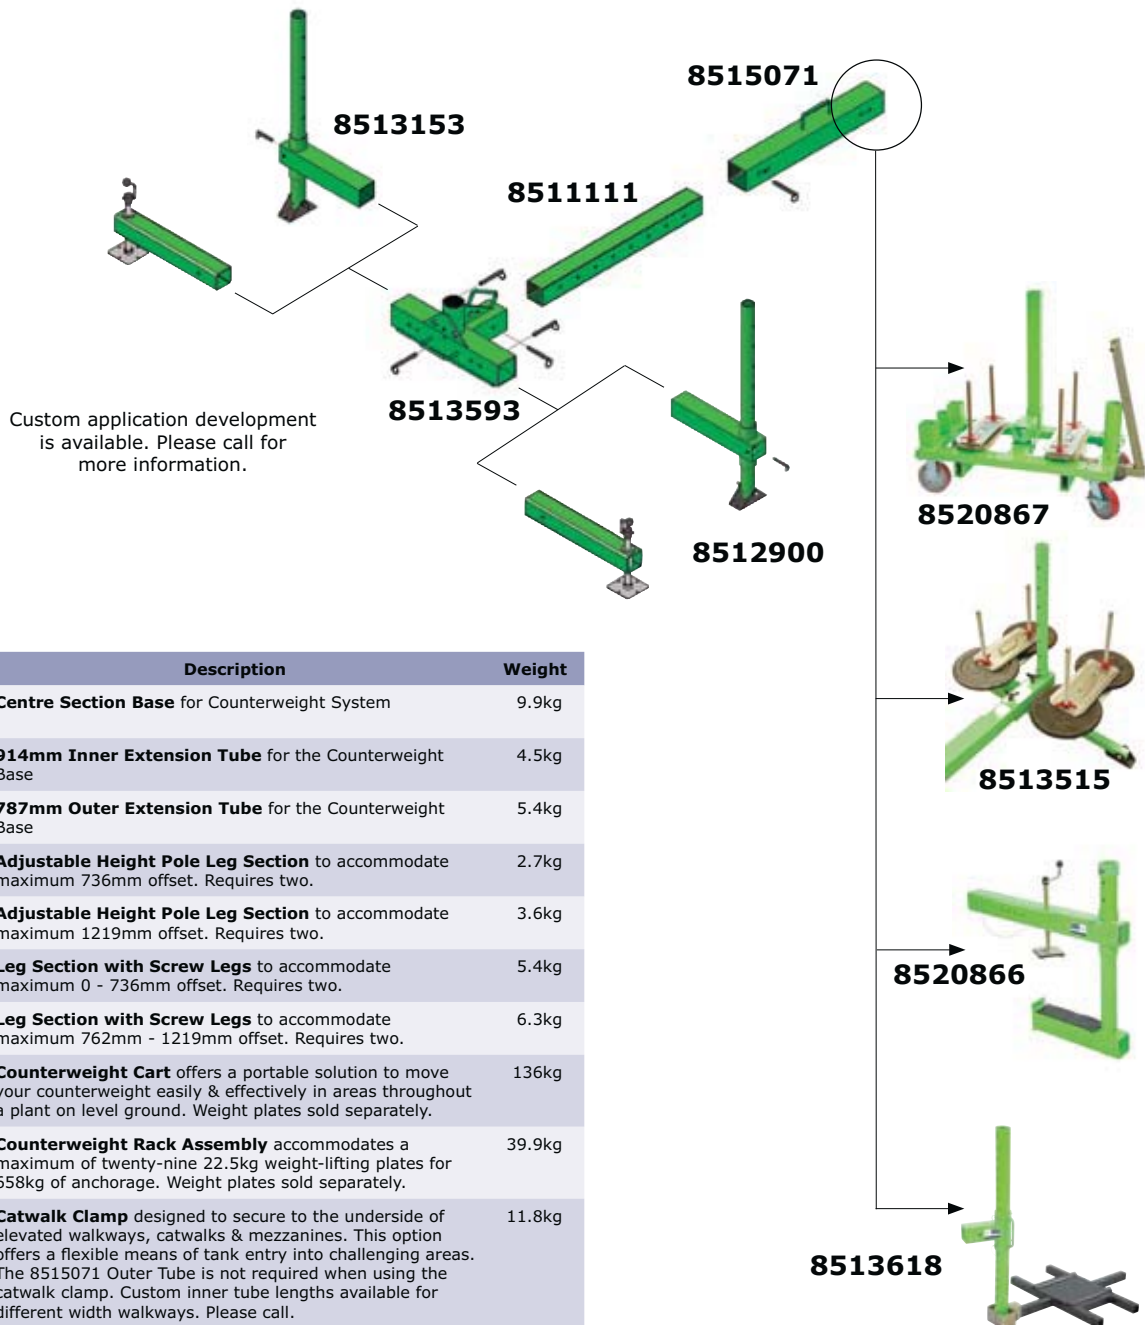 8515071
8513153
8511111
8513593
Custom application development
is available. Please call for
more information.
8512900
8520867
8513515
8520866
8513618
Description Weight
Centre Section Base for Counterweight System 9.9kg
914mm Inner Extension Tube for the Counterweight 4.5kg
Base
787mm Outer Extension Tube for the Counterweight 5.4kg
Base
Adjustable Height Pole Leg Section to accommodate 2.7kg
maximum 736mm offset. Requires two.
Adjustable Height Pole Leg Section to accommodate 3.6kg
maximum 1219mm offset. Requires two.
Leg Section with Screw Legs to accommodate 5.4kg
maximum 0 - 736mm offset. Requires two.
Leg Section with Screw Legs to accommodate 6.3kg
maximum 762mm - 1219mm offset. Requires two.
Counterweight Cart offers a portable solution to move 136kg
your counterweight easily & effectively in areas throughout
a plant on level ground. Weight plates sold separately.
Counterweight Rack Assembly accommodates a 39.9kg
maximum of twenty-nine 22.5kg weight-lifting plates for
658kg of anchorage. Weight plates sold separately.
Catwalk Clamp designed to secure to the underside of 11.8kg
elevated walkways, catwalks & mezzanines. This option
offers a flexible means of tank entry into challenging areas.
The 8515071 Outer Tube is not required when using the
catwalk clamp. Custom inner tube lengths available for
different width walkways. Please call.